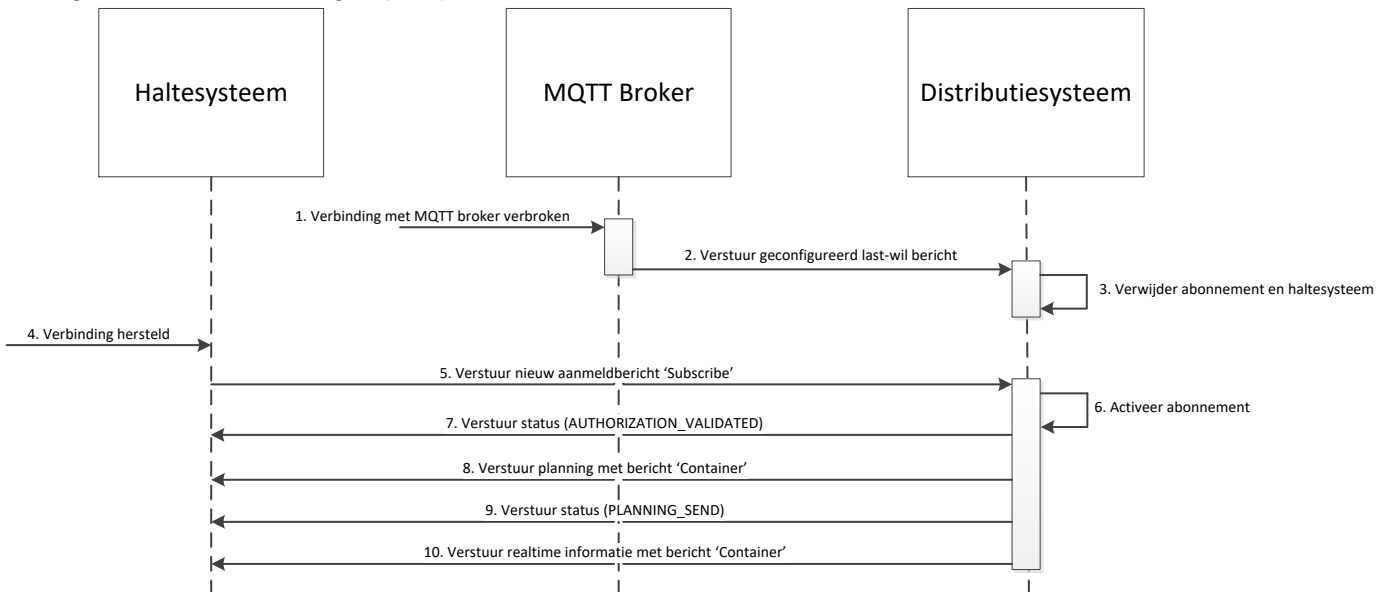 Haltesysteem
MQTT Broker
Distributiesysteem
1. Verbinding met MQTT broker verbroken
2. Verstuur geconfigureerd last-wil bericht
3. Verwijder abonnement en haltesysteem
4. Verbinding hersteld
5. Verstuur nieuw aanmeldbericht ‘Subscribe’
6. Activeer abonnement
7. Verstuur status (AUTHORIZATION_VALIDATED)
8. Verstuur planning met bericht ‘Container’
9. Verstuur status (PLANNING_SEND)
10. Verstuur realtime informatie met bericht ‘Container’